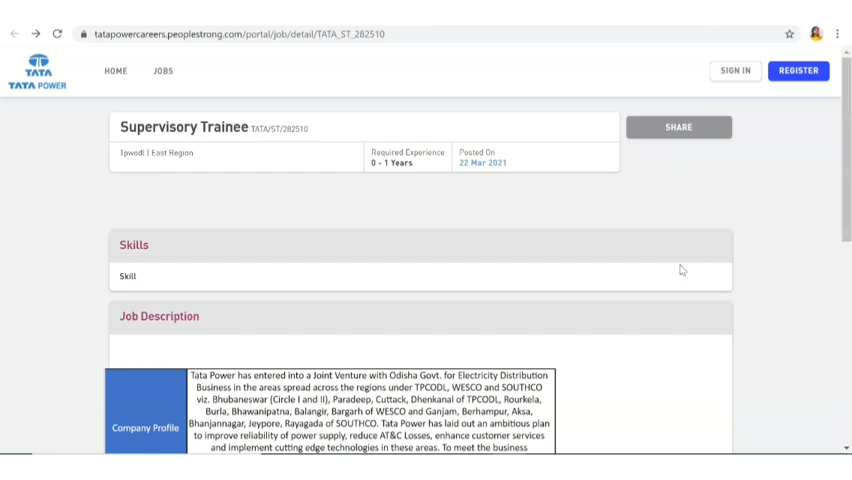 tatapowercareers.peoplestrong.com/portal/job/detail/TATA_ST_282510
TATA
TATA POWER
HOME
JOBS
SIGN IN
REGISTER
Supervisory Trainee TATA/ST/282510
SHARE
Tpwodl | East Region
Required Experience
0 - 1 Years
Posted On
22 Mar 2021
Skills
Skill
Job Description
Company Profile
Tata Power has entered into a Joint Venture with Odisha Govt. for Electricity Distribution
Business in the areas spread across the regions under TPCODL, WESCO and SOUTHCO
viz. Bhubaneswar (Circle I and II), Paradeep, Cuttack, Dhenkanal of TPCODL, Rourkela,
Burla, Bhawanipatna, Balangir, Bargarh of WESCO and Ganjam, Berhampur, Aksa,
Bhanjannagar, Jeypore, Rayagada of SOUTHCO. Tata Power has laid out an ambitious plan
to improve reliability of power supply, reduce AT&C Losses, enhance customer services
and implement cutting edge technologies in these areas. To meet the business